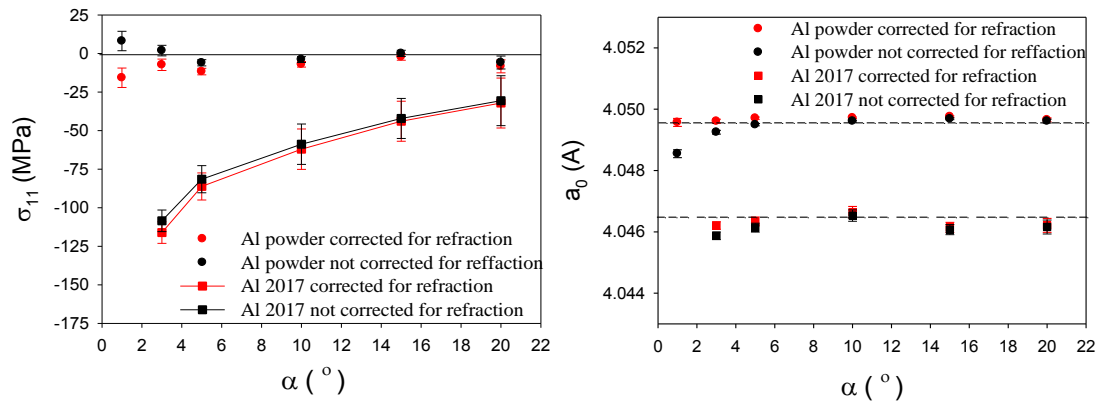 25
0
-25
-50
-75
-100
-125
-150
-175
σ11 (MPa)
Al powder corrected for refraction
Al powder not corrected for reffaction
Al 2017 corrected for refraction
Al 2017 not corrected for refraction
0 2 4 6 8 10 12 14 16 18 20 22
α ( °)
4.052
4.050
4.048
4.046
4.044
a0 (A)
Al powder corrected for refraction
Al powder not corrected for reffaction
Al 2017 corrected for refraction
Al 2017 not corrected for refraction
0 2 4 6 8 10 12 14 16 18 20 22
α ( °)